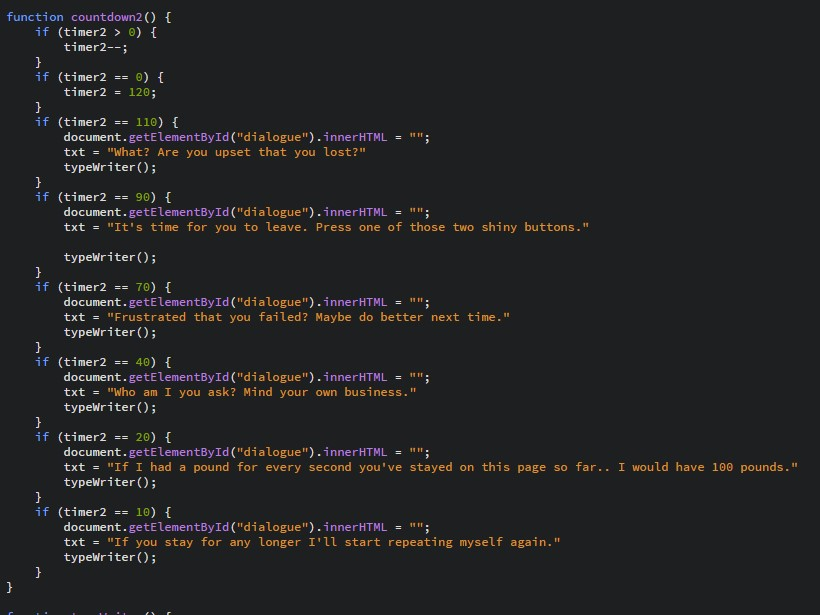 function countdown2() {
    if (timer2 > 0) {
        timer2--;
    }
    if (timer2 == 0) {
        timer2 = 120;
    }
    if (timer2 == 110) {
        document.getElementById("dialogue").innerHTML = "";
        txt = "What? Are you upset that you lost?"
        typeWriter();
    }
    if (timer2 == 90) {
        document.getElementById("dialogue").innerHTML = "";
        txt = "It's time for you to leave. Press one of those two shiny buttons."

        typeWriter();
    }
    if (timer2 == 70) {
        document.getElementById("dialogue").innerHTML = "";
        txt = "Frustrated that you failed? Maybe do better next time."
        typeWriter();
    }
    if (timer2 == 40) {
        document.getElementById("dialogue").innerHTML = "";
        txt = "Who am I you ask? Mind your own business."
        typeWriter();
    }
    if (timer2 == 20) {
        document.getElementById("dialogue").innerHTML = "";
        txt = "If I had a pound for every second you've stayed on this page so far.. I would have 100 pounds."
        typeWriter();
    }
    if (timer2 == 10) {
        document.getElementById("dialogue").innerHTML = "";
        txt = "If you stay for any longer I'll start repeating myself again."
        typeWriter();
    }
}